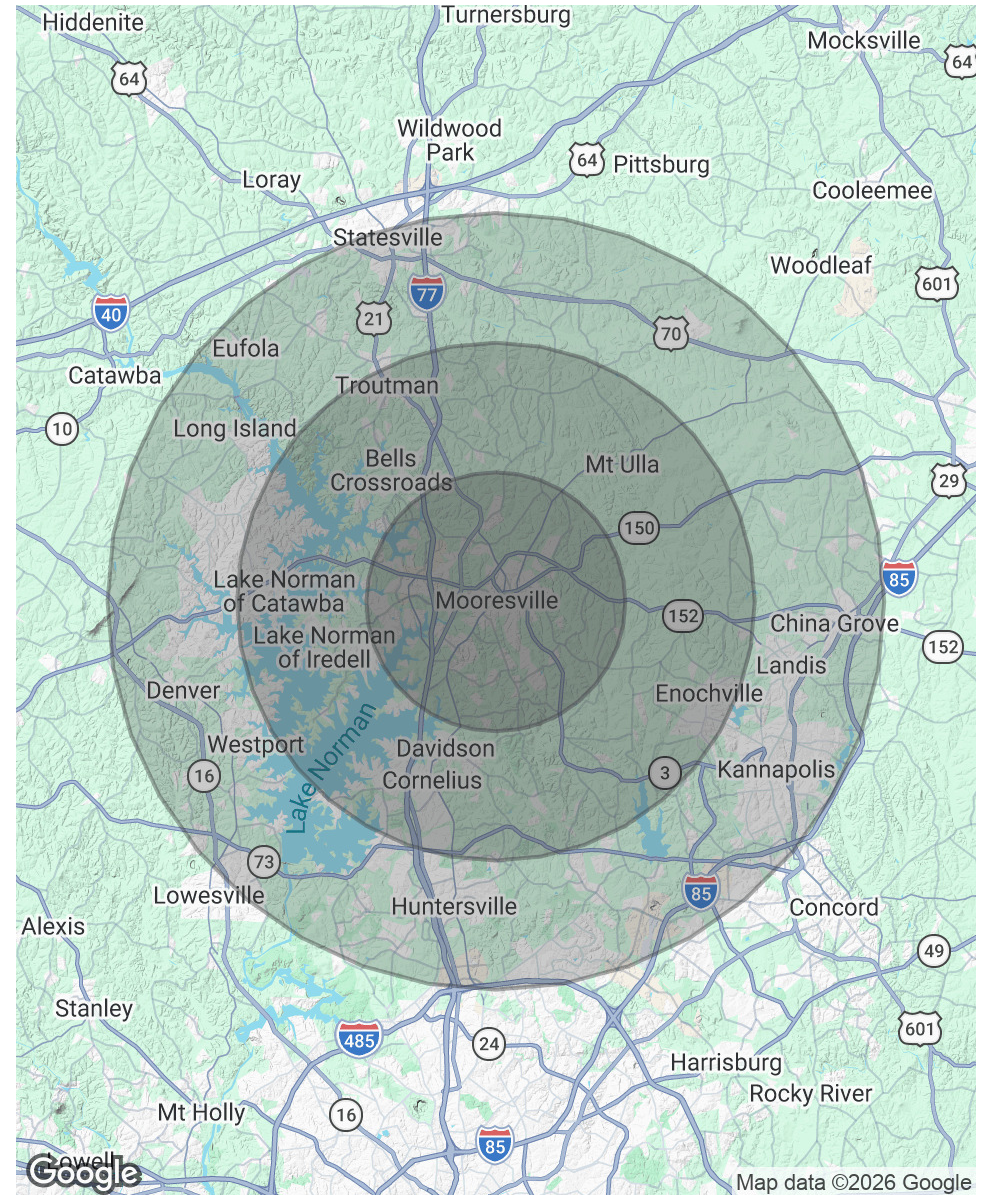 Hiddenite
Turnersburg
Mocksville
64
64
Wildwood
Park
64
Pittsburg
Loray
Cooleemee
Statesville
Woodleaf
77
601
40
21
70
Eufola
Catawba
Troutman
10
Long Island
Bells
Crossroads
Mt Ulla
29
150
85
Lake Norman
of Catawba
Mooresville
152
China Grove
Lake Norman
of Iredell
152
Landis
Denver
Enochville
Lake Norman
Westport
Davidson
Cornelius
16
3
Kannapolis
73
Lowesville
85
Huntersville
Concord
Alexis
49
Stanley
485
24
601
Harrisburg
Rocky River
Mt Holly
16
85
Lowell
Google
Map data ©2026 Google